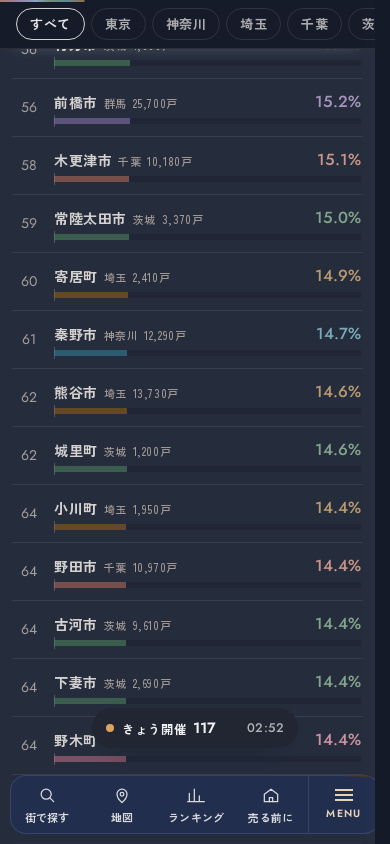 すべて 東京 神奈川 埼玉 千葉 茨
56 前橋市 群馬 25,700戸 15.2%
58 木更津市 千葉 10,180戸 15.1%
59 常陸太田市 茨城 3,370戸 15.0%
60 寄居町 埼玉 2,410戸 14.9%
61 秦野市 神奈川 12,290戸 14.7%
62 熊谷市 埼玉 13,730戸 14.6%
62 城里町 茨城 1,200戸 14.6%
64 小川町 埼玉 1,950戸 14.4%
64 野田市 千葉 10,970戸 14.4%
64 古河市 茨城 9,610戸 14.4%
64 下妻市 茨城 2,690戸 14.4%
64 野木町 14.4%
きょう開催 117 02:52
街で探す 地図 ランキング 売る前に MENU